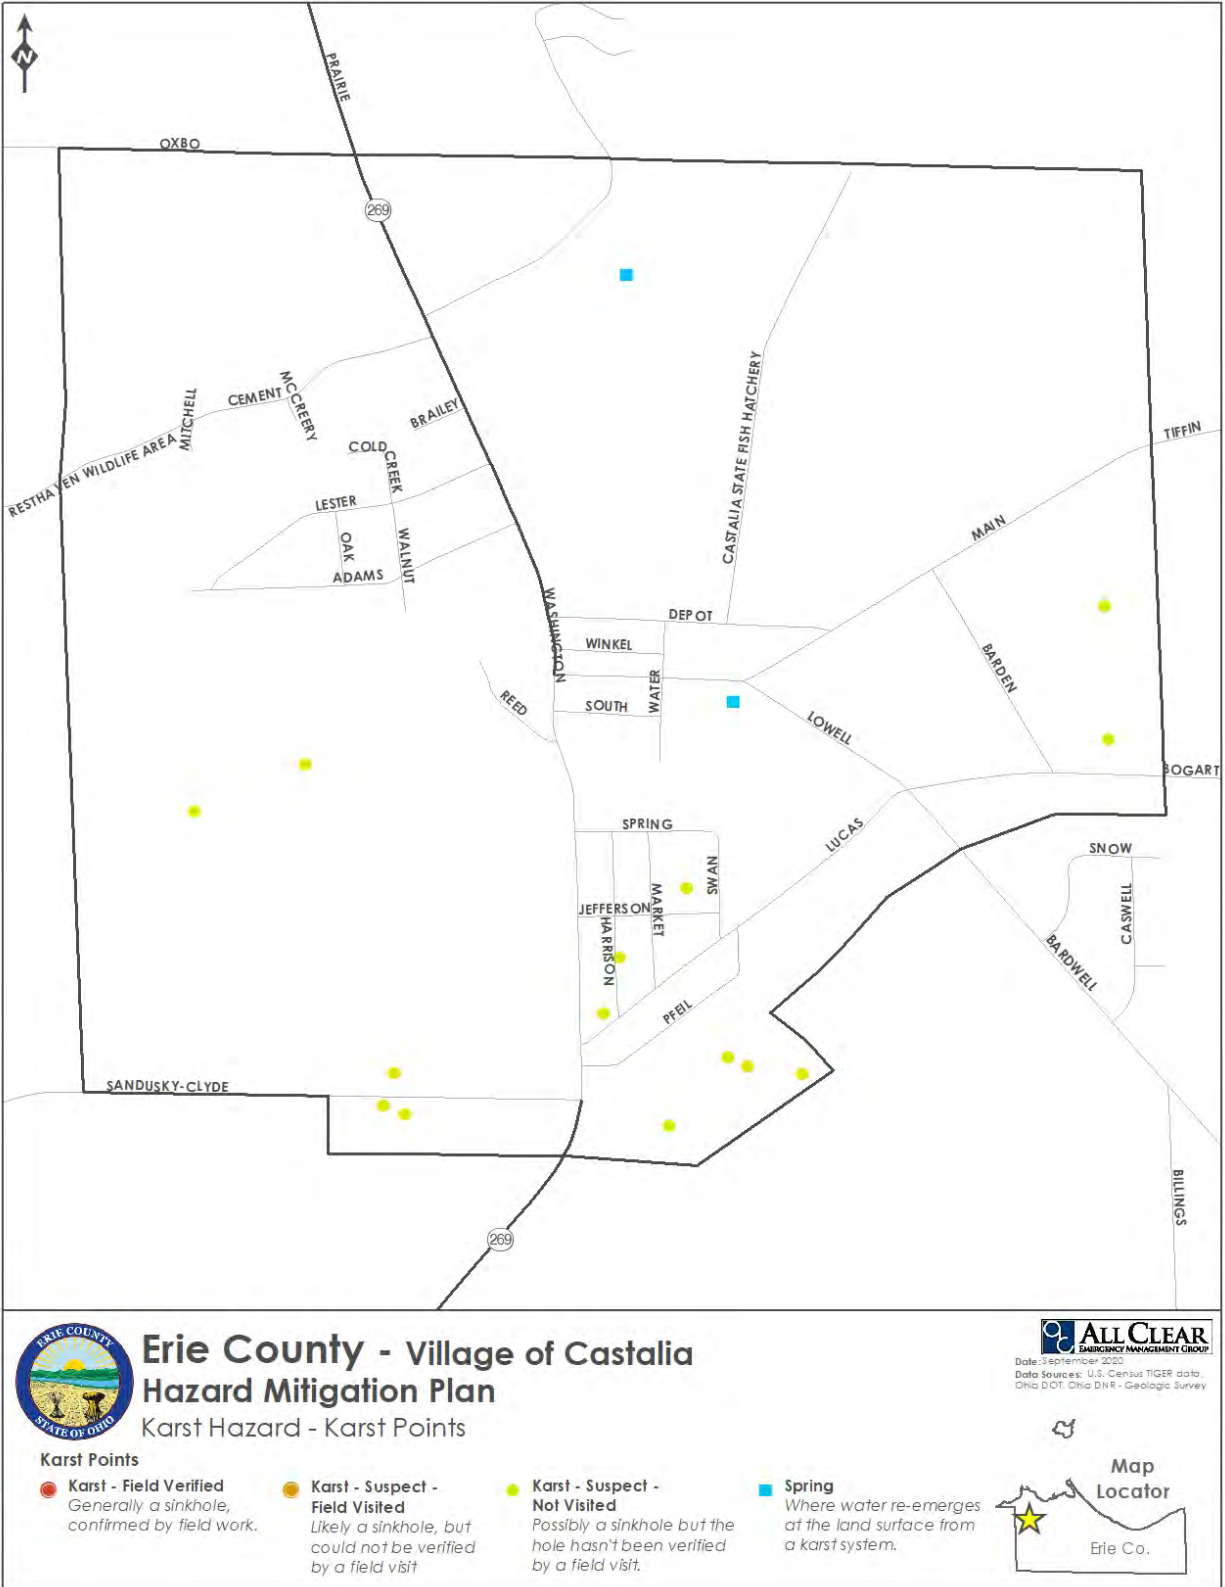 N
PRAIRIE
OXBO
269
MITCHELL
CEMENT
MCCREERY
BRAILEY
RESTHAVEN WILDLIFE AREA
COLD
CREEK
LESTER
OAK
WALNUT
ADAMS
CASTALIA STATE FISH HATCHERY
TIFFIN
MAIN
WASHINGTON
DEPOT
WINKEL
WATER
SOUTH
REED
BARDEN
LOWELL
BOGART
SPRING
LUCAS
SWAN
MARKET
JEFFERSON
HARRISON
SNOW
CASWELL
BARDWELL
PFEIL
SANDUSKY-CLYDE
BILLINGS
269
ERIE COUNTY
STATE OF OHIO
Erie County - Village of Castalia
Hazard Mitigation Plan
Karst Hazard - Karst Points
ALL CLEAR
EMERGENCY MANAGEMENT GROUP
Date: September 2020
Data Sources: U.S. Census TIGER data,
Ohio DOT, Ohio DNR - Geologic Survey
Karst Points
Karst - Field Verified
Generally a sinkhole,
confirmed by field work.
Karst - Suspect -
Field Visited
Likely a sinkhole, but
could not be verified
by a field visit
Karst - Suspect -
Not Visited
Possibly a sinkhole but the
hole hasn't been verified
by a field visit.
Spring
Where water re-emerges
at the land surface from
a karst system.
Map
Locator
Erie Co.